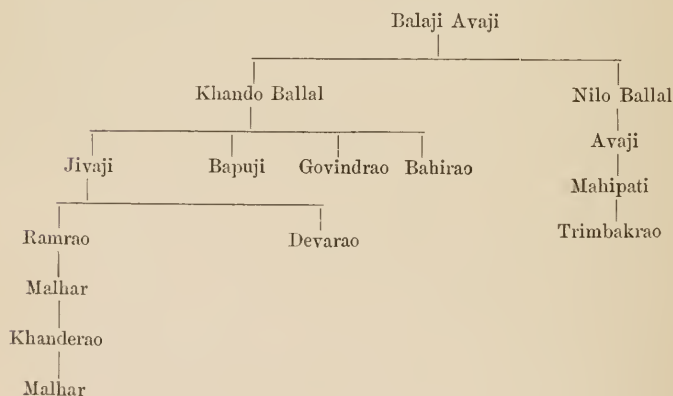 Balaji Avaji
Khando Ballal Nilo Ballal
Avaji
Jivaji Bapuji Govindrao Bahirao
Mahipati
Ramrao Devarao Trimbakrao
Malhar
Khanderao
Malhar